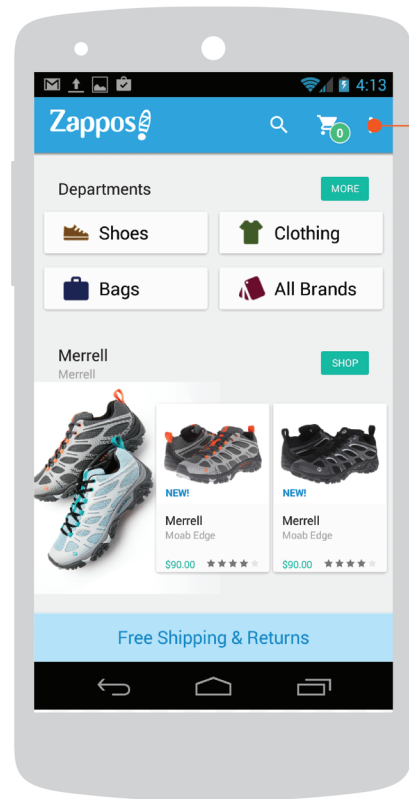 4:13
Zappos
0
Departments
MORE
Shoes
Clothing
Bags
All Brands
Merrell
Merrell
SHOP
NEW!
Merrell
Moab Edge
$90.00
NEW!
Merrell
Moab Edge
$90.00
Free Shipping & Returns